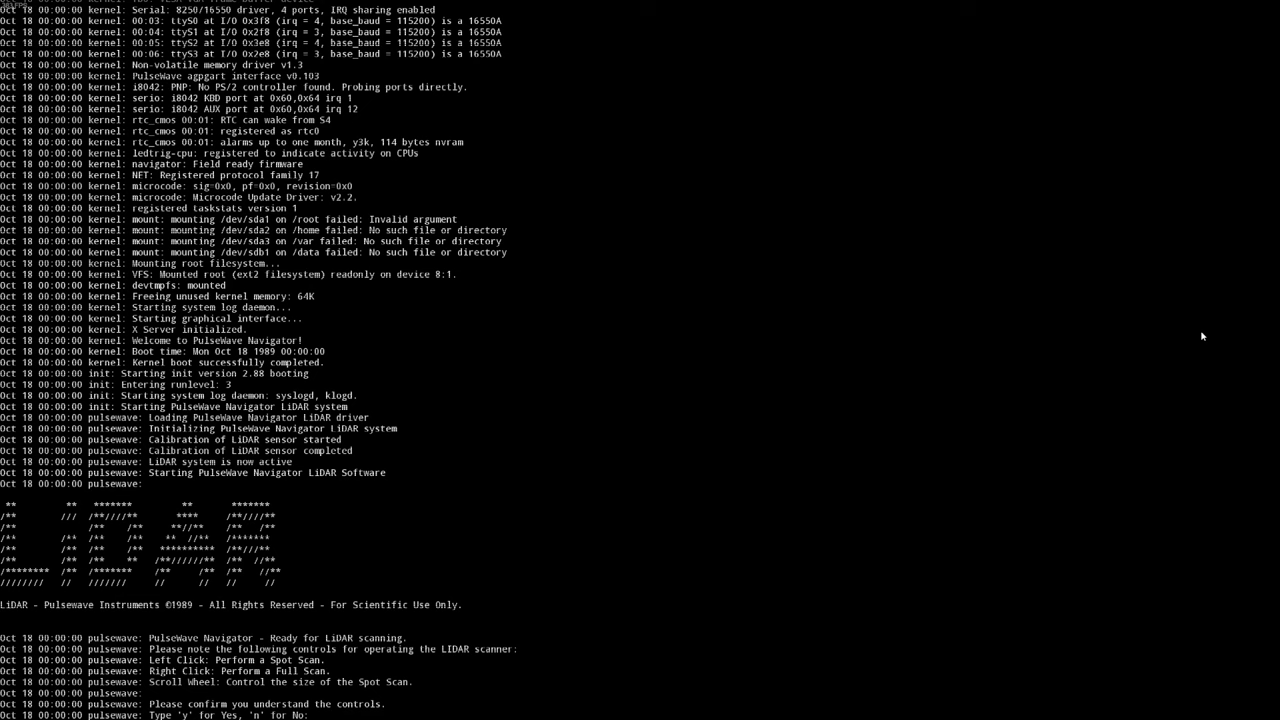 Oct 18 00:00:00 kernel: Serial: 8250/16550 driver, 4 ports, IRQ sharing enabled
Oct 18 00:00:00 kernel: 00:03: ttyS0 at I/O 0x3f8 (irq = 4, base_baud = 115200) is a 16550A
Oct 18 00:00:00 kernel: 00:04: ttyS1 at I/O 0x2f8 (irq = 3, base_baud = 115200) is a 16550A
Oct 18 00:00:00 kernel: 00:05: ttyS2 at I/O 0x3e8 (irq = 4, base_baud = 115200) is a 16550A
Oct 18 00:00:00 kernel: 00:06: ttyS3 at I/O 0x2e8 (irq = 3, base_baud = 115200) is a 16550A
Oct 18 00:00:00 kernel: Non-volatile memory driver v1.3
Oct 18 00:00:00 kernel: PulseWave agpgart interface v0.103
Oct 18 00:00:00 kernel: i8042: PNP: No PS/2 controller found. Probing ports directly.
Oct 18 00:00:00 kernel: serio: i8042 KBD port at 0x60,0x64 irq 1
Oct 18 00:00:00 kernel: serio: i8042 AUX port at 0x60,0x64 irq 12
Oct 18 00:00:00 kernel: rtc_cmos 00:01: RTC can wake from S4
Oct 18 00:00:00 kernel: rtc_cmos 00:01: registered as rtc0
Oct 18 00:00:00 kernel: rtc_cmos 00:01: alarms up to one month, y3k, 114 bytes nvram
Oct 18 00:00:00 kernel: ledtrig-cpu: registered to indicate activity on CPUs
Oct 18 00:00:00 kernel: navigator: Field ready firmware
Oct 18 00:00:00 kernel: NET: Registered protocol family 17
Oct 18 00:00:00 kernel: microcode: sig=0x0, pf=0x0, revision=0x0
Oct 18 00:00:00 kernel: microcode: Microcode Update Driver: v2.2.
Oct 18 00:00:00 kernel: registered taskstats version 1
Oct 18 00:00:00 kernel: mount: mounting /dev/sda1 on /root failed: Invalid argument
Oct 18 00:00:00 kernel: mount: mounting /dev/sda2 on /home failed: No such file or directory
Oct 18 00:00:00 kernel: mount: mounting /dev/sda3 on /var failed: No such file or directory
Oct 18 00:00:00 kernel: mount: mounting /dev/sdb1 on /data failed: No such file or directory
Oct 18 00:00:00 kernel: Mounting root filesystem...
Oct 18 00:00:00 kernel: VFS: Mounted root (ext2 filesystem) readonly on device 8:1.
Oct 18 00:00:00 kernel: devtmpfs: mounted
Oct 18 00:00:00 kernel: Freeing unused kernel memory: 64K
Oct 18 00:00:00 kernel: Starting system log daemon...
Oct 18 00:00:00 kernel: Starting graphical interface...
Oct 18 00:00:00 kernel: X Server initialized.
Oct 18 00:00:00 kernel: Welcome to PulseWave Navigator!
Oct 18 00:00:00 kernel: Boot time: Mon Oct 18 1989 00:00:00
Oct 18 00:00:00 kernel: Kernel boot successfully completed.
Oct 18 00:00:00 init: Starting init version 2.88 booting
Oct 18 00:00:00 init: Entering runlevel: 3
Oct 18 00:00:00 init: Starting system log daemon: syslogd, klogd.
Oct 18 00:00:00 init: Starting PulseWave Navigator LiDAR system
Oct 18 00:00:00 pulsewave: Loading PulseWave Navigator LiDAR driver
Oct 18 00:00:00 pulsewave: Initializing PulseWave Navigator LiDAR system
Oct 18 00:00:00 pulsewave: Calibration of LiDAR sensor started
Oct 18 00:00:00 pulsewave: Calibration of LiDAR sensor completed
Oct 18 00:00:00 pulsewave: LiDAR system is now active
Oct 18 00:00:00 pulsewave: Starting PulseWave Navigator LiDAR Software
Oct 18 00:00:00 pulsewave:
LiDAR
LiDAR - Pulsewave Instruments ©1989 - All Rights Reserved - For Scientific Use Only.
Oct 18 00:00:00 pulsewave: PulseWave Navigator - Ready for LiDAR scanning.
Oct 18 00:00:00 pulsewave: Please note the following controls for operating the LIDAR scanner:
Oct 18 00:00:00 pulsewave: Left Click: Perform a Spot Scan.
Oct 18 00:00:00 pulsewave: Right Click: Perform a Full Scan.
Oct 18 00:00:00 pulsewave: Scroll Wheel: Control the size of the Spot Scan.
Oct 18 00:00:00 pulsewave:
Oct 18 00:00:00 pulsewave: Please confirm you understand the controls.
Oct 18 00:00:00 pulsewave: Type 'y' for Yes, 'n' for No: